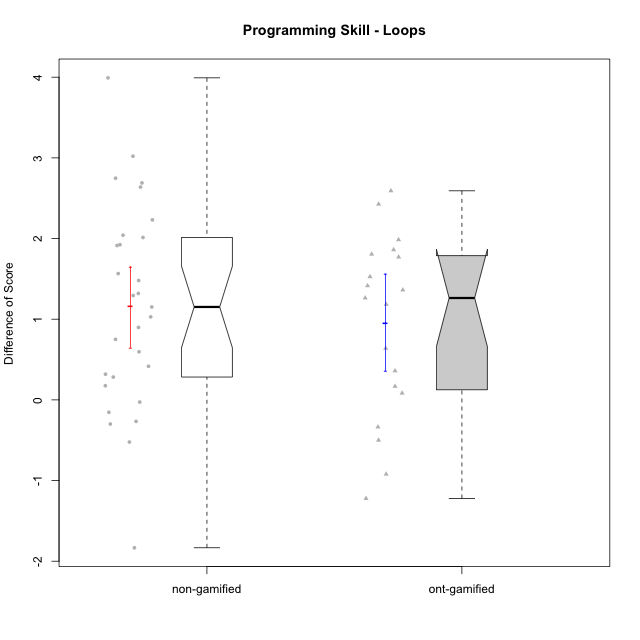 Programming Skill - Loops
Difference of Score
4
3
2
1
0
-1
-2
non-gamified
ont-gamified